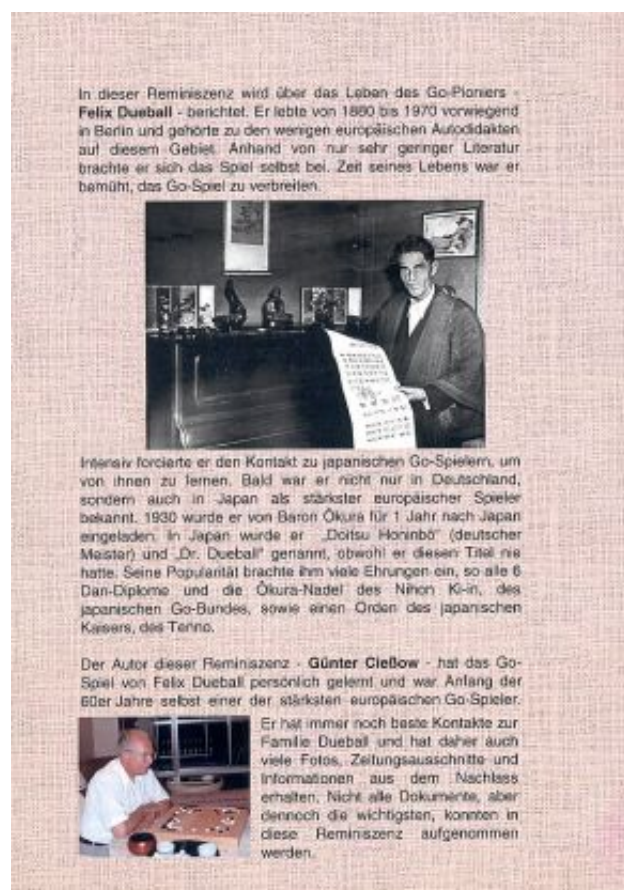 In dieser Reminiszenz wird über das Leben des Go-Pioniers -
Felix Dueball - berichtet. Er lebte von 1880 bis 1970 vorwiegend
in Berlin und gehörte zu den wenigen europäischen Autodidakten
auf diesem Gebiet. Anhand von nur sehr geringer Literatur
brachte er sich das Spiel selbst bei. Zeit seines Lebens war er
bemüht, das Go-Spiel zu verbreiten.
Intensiv forcierte er den Kontakt zu japanischen Go-Spielern, um
von ihnen zu lernen. Bald war er nicht nur in Deutschland,
sondern auch in Japan als stärkster europäischer Spieler
bekannt. 1930 wurde er von Baron Ôkura für 1 Jahr nach Japan
eingeladen. In Japan wurde er „Doitsu Honinbô" (deutscher
Meister) und „Dr. Dueball" genannt, obwohl er diesen Titel nie
hatte. Seine Popularität brachte ihm viele Ehrungen ein, so alle 6
Dan-Diplome und die Ôkura-Nadel des Nihon Ki-in, des
japanischen Go-Bundes, sowie einen Orden des japanischen
Kaisers, des Tenno.
Der Autor dieser Reminiszenz - Günter Cießow - hat das Go-
Spiel von Felix Dueball persönlich gelernt und war Anfang der
60er Jahre selbst einer der stärksten europäischen Go-Spieler.
Er hat immer noch beste Kontakte zur
Familie Dueball und hat daher auch
viele Fotos, Zeitungsausschnitte und
Informationen aus dem Nachlass
erhalten. Nicht alle Dokumente, aber
dennoch die wichtigsten, konnten in
diese Reminiszenz aufgenommen
werden.